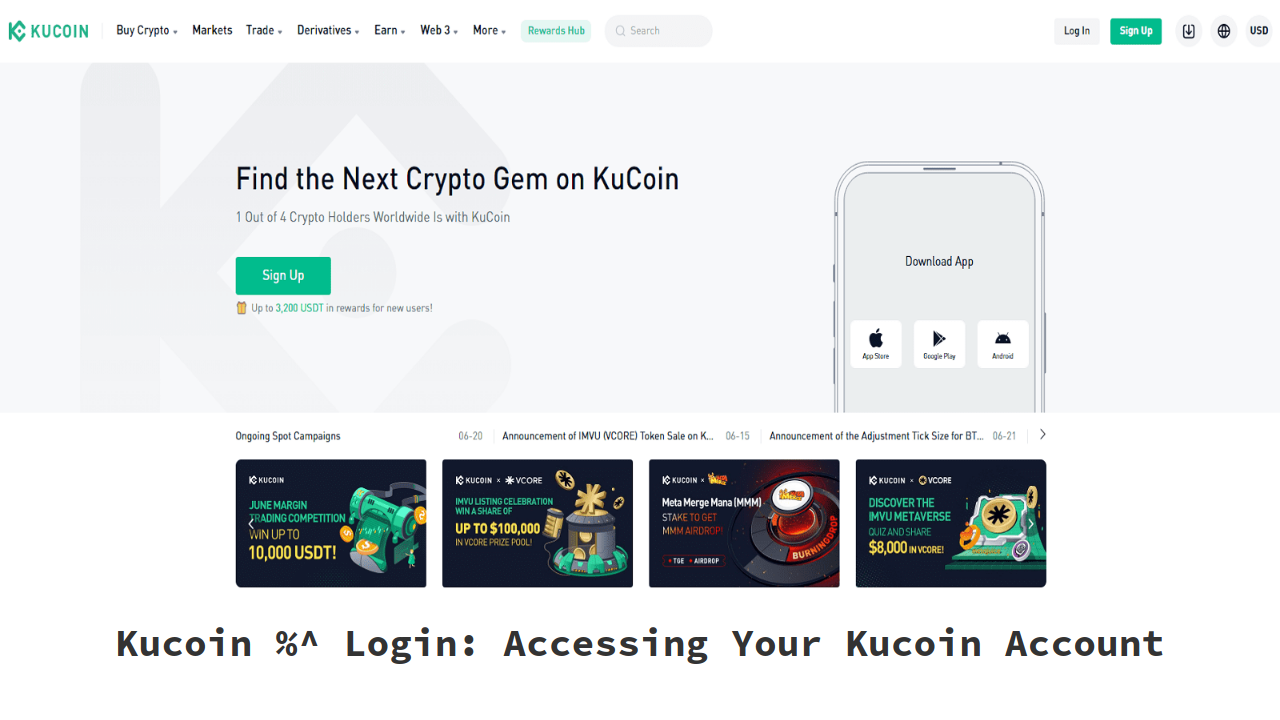 KUCOIN
Buy Crypto Markets Trade Derivatives Earn Web 3 More Rewards Hub Search Log In Sign Up USD
Find the Next Crypto Gem on KuCoin
1 Out of 4 Crypto Holders Worldwide Is with KuCoin
Sign Up
Up to 3,200 USDT in rewards for new users!
Download App
App Store Google Play Android
Ongoing Spot Campaigns 06-20 Announcement of IMVU (VCORE) Token Sale on K... 06-15 Announcement of the Adjustment Tick Size for BT... 06-21
KUCOIN
JUNE MARGIN
TRADING COMPETITION
WIN UP TO
10,000 USDT!
KUCOIN × VCORE
IMVU LISTING CELEBRATION
WIN A SHARE OF
UP TO $100,000
IN VCORE PRIZE POOL!
KUCOIN ×
Meta Merge Mana (MMM)
STAKE TO GET
MMM AIRDROP!
TGE AIRDROP
BURNINGDROP
KUCOIN × VCORE
DISCOVER THE
IMVU METAVERSE
QUIZ AND SHARE
$8,000 IN VCORE!
Kucoin %^ Login: Accessing Your Kucoin Account